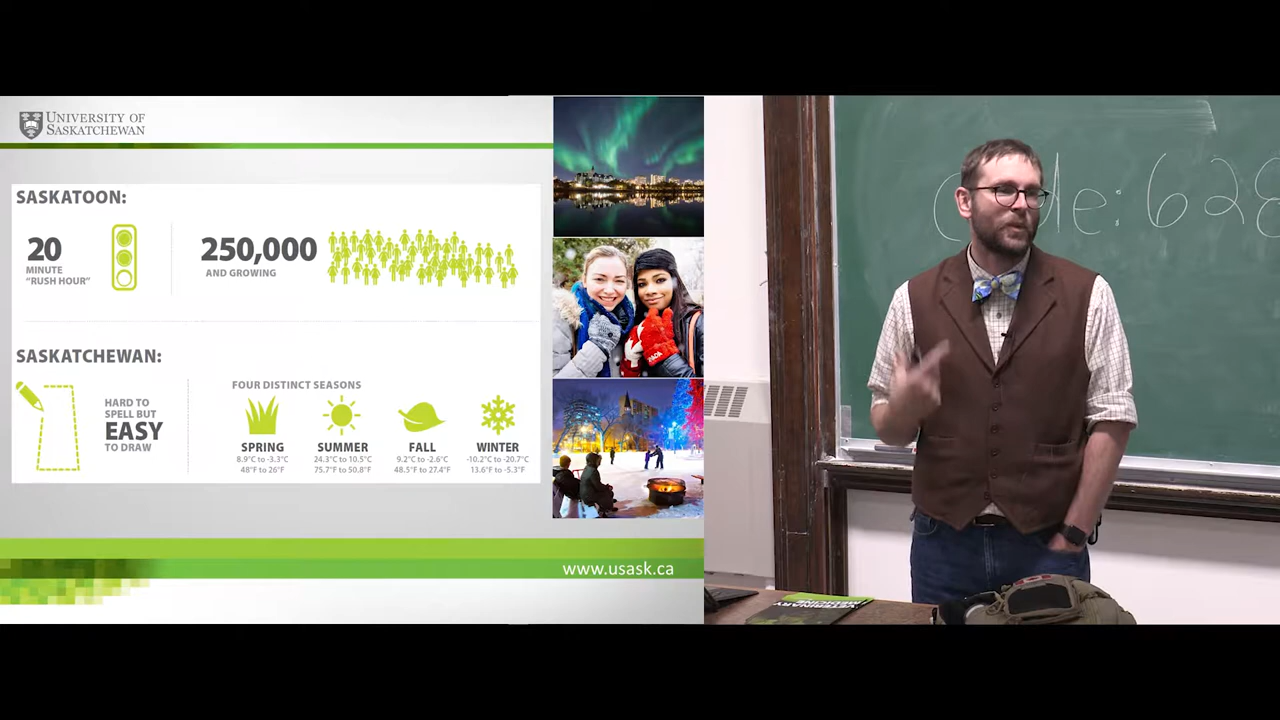 UNIVERSITY OF
SASKATCHEWAN
SASKATOON:
20
MINUTE
"RUSH HOUR"
250,000
AND GROWING
SASKATCHEWAN:
HARD TO
SPELL BUT
EASY
TO DRAW
FOUR DISTINCT SEASONS
SPRING
8.9°C to -3.3°C
48°F to 26°F
SUMMER
24.3°C to 10.5°C
75.7°F to 50.8°F
FALL
9.2°C to -2.6°C
48.5°F to 27.4°F
WINTER
-10.2°C to -20.7°C
13.6°F to -5.3°F
www.usask.ca
628
VETERINARY
MEDICINE